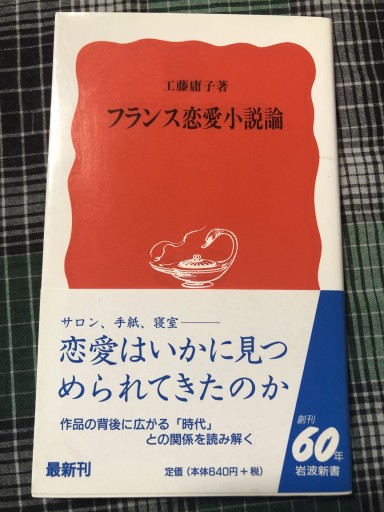 工藤庸子著
フランス恋愛小説論
サロン、手紙、寝室――
恋愛はいかに見つ
められてきたのか
作品の背後に広がる「時代」
との関係を読み解く
最新刊
定価（本体640円+税）
創刊
60年
岩波新書